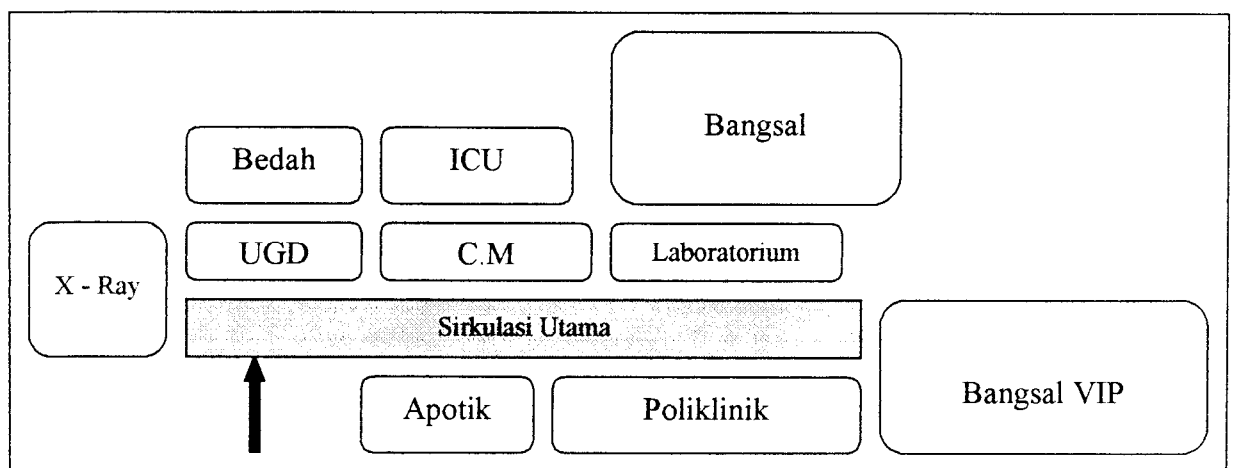 Bangsal
Bedah
ICU
UGD
C.M
Laboratorium
X - Ray
Sirkulasi Utama
Apotik
Poliklinik
Bangsal VIP